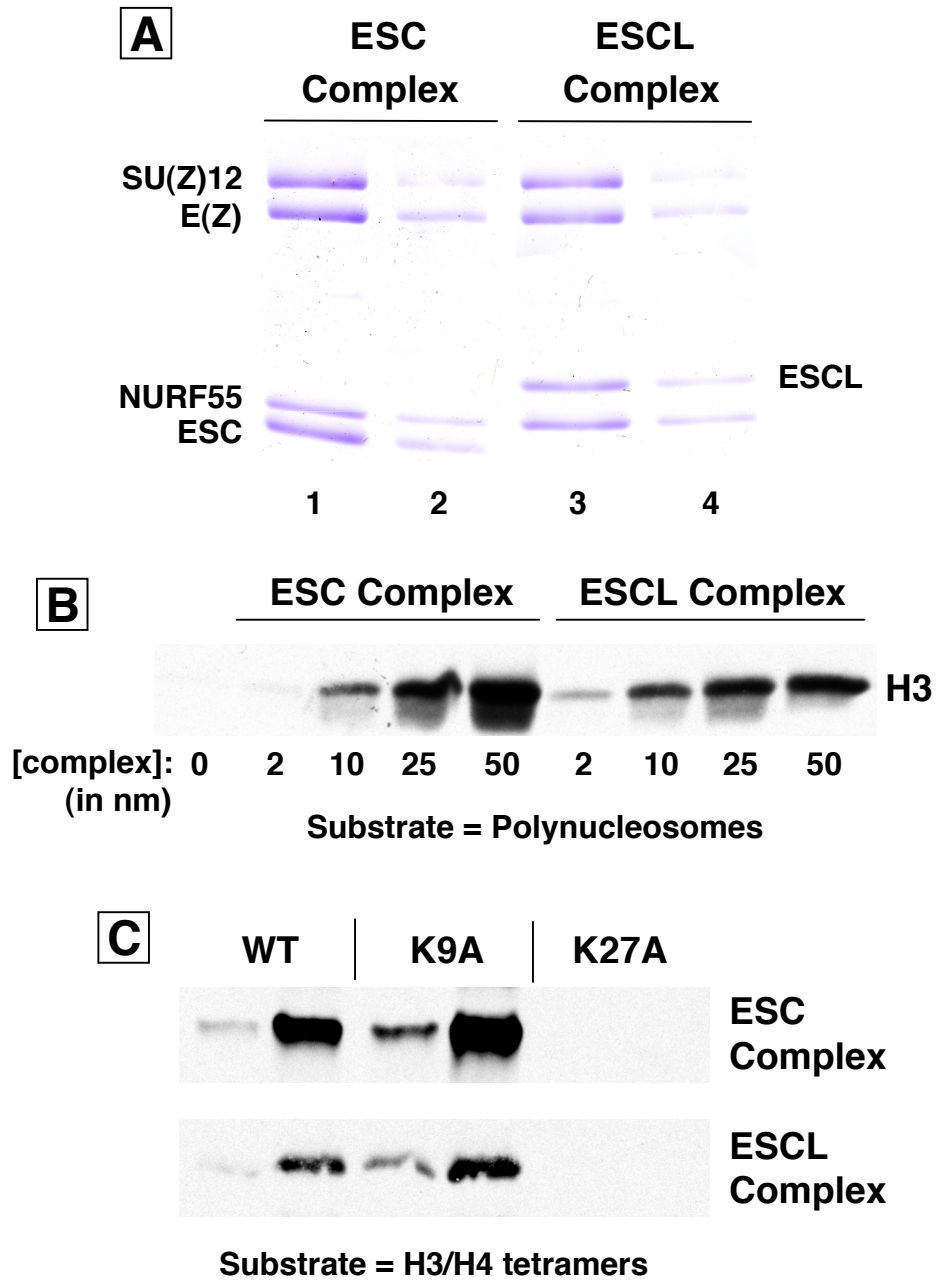 A
ESC
Complex
ESCL
Complex
SU(Z)12
E(Z)
NURF55
ESC
ESCL
1 2 3 4
B
ESC Complex ESCL Complex
H3
[complex]: 0 2 10 25 50 2 10 25 50
(in nm)
Substrate = Polynucleosomes
C
WT K9A K27A
ESC
Complex
ESCL
Complex
Substrate = H3/H4 tetramers